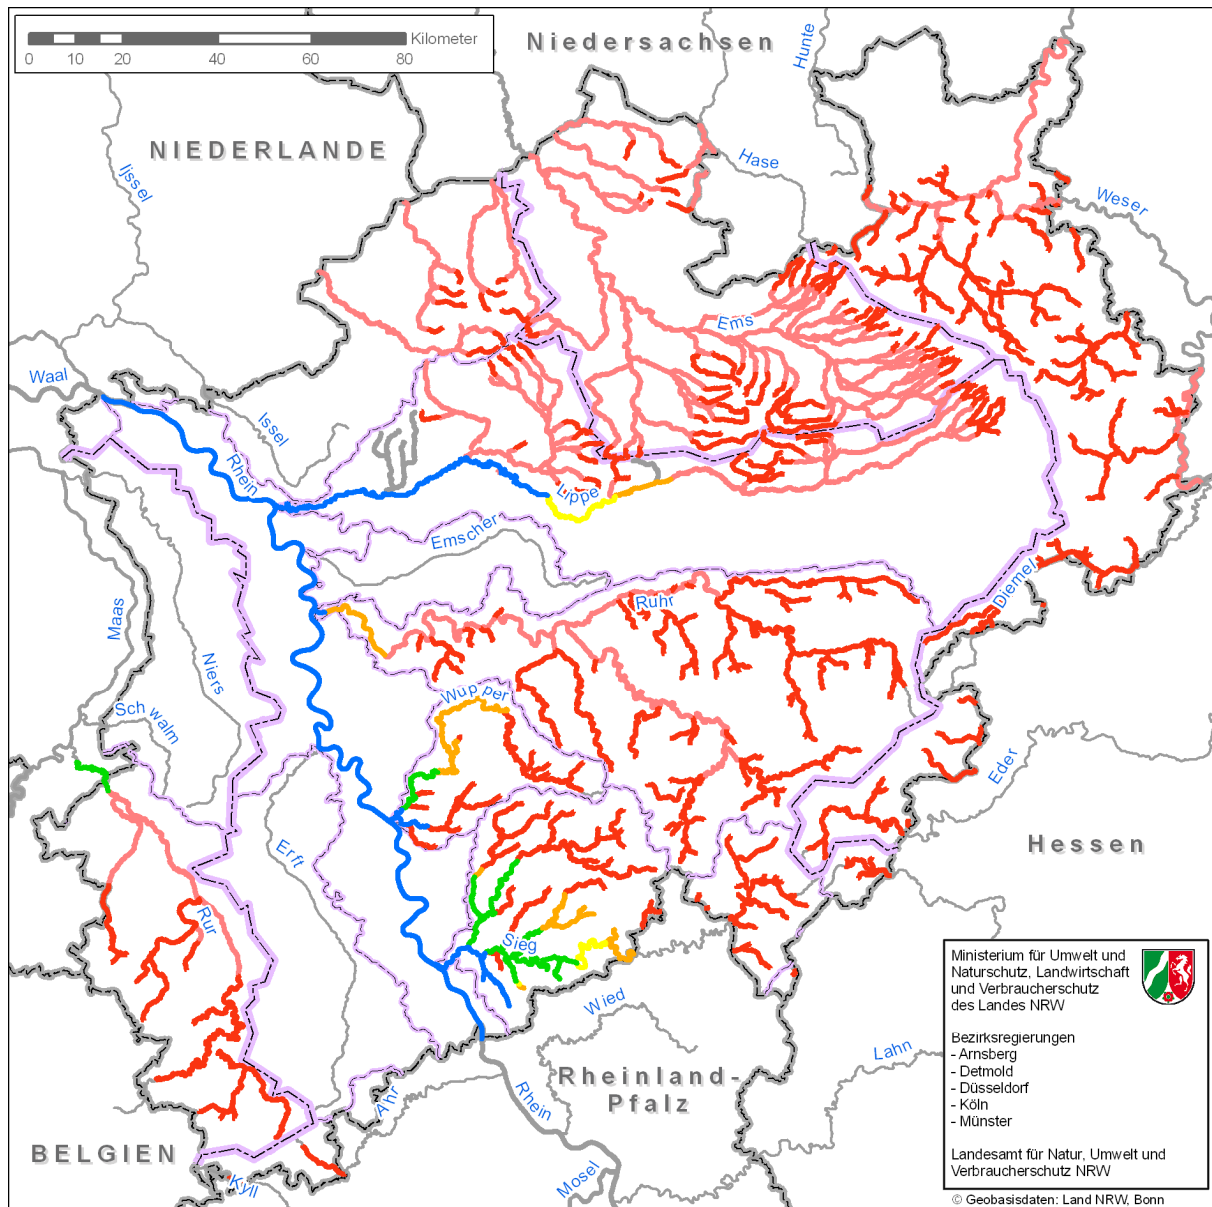 Kilometer
0 10 20 40 60 80
Niedersachsen
Hunte
NIEDERLANDE
Ijssel
Hase
Weser
Ems
Waal
Issel
Rhein
Lippe
Emscher
Maas
Niers
Ruhr
Diemel
Schwalm
Wupper
Eder
Erft
Hessen
Rur
Sieg
Wied
Lahn
Rheinland-
Pfalz
Rhein
Ahr
BELGIEN
Kyll
Mosel
Ministerium für Umwelt und
Naturschutz, Landwirtschaft
und Verbraucherschutz
des Landes NRW
Bezirksregierungen
- Arnsberg
- Detmold
- Düsseldorf
- Köln
- Münster
Landesamt für Natur, Umwelt und
Verbraucherschutz NRW
© Geobasisdaten: Land NRW, Bonn